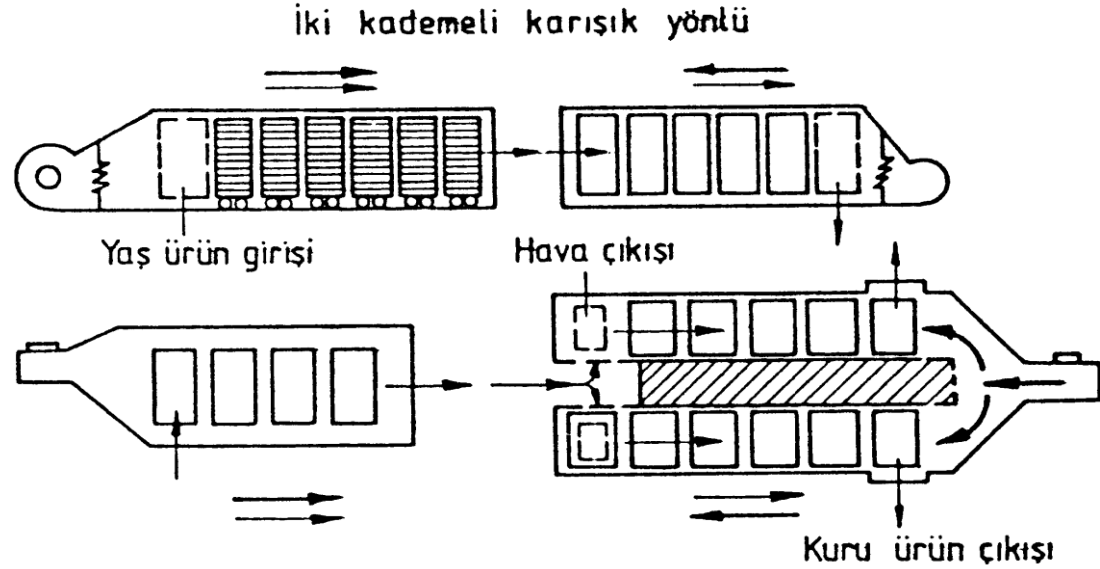 İki kademeli karışık yönlü
Yaş ürün girişi
Hava çıkışı
Kuru ürün çıkışı